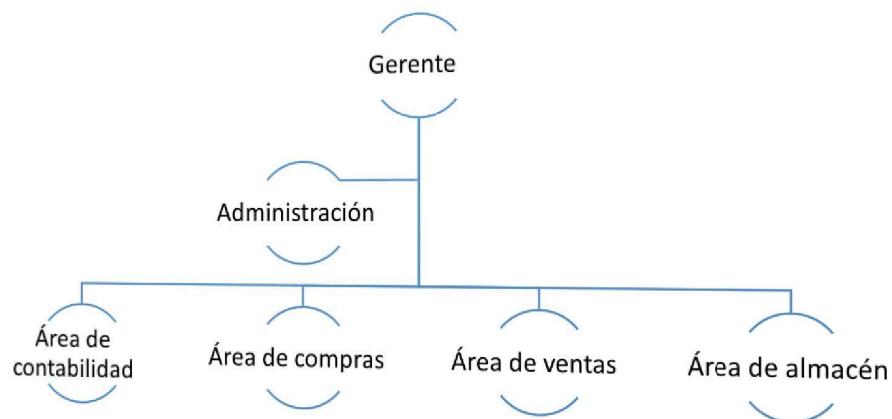 Gerente
Administración
Área de
contabilidad
Área de compras
Área de ventas
Área de almacén